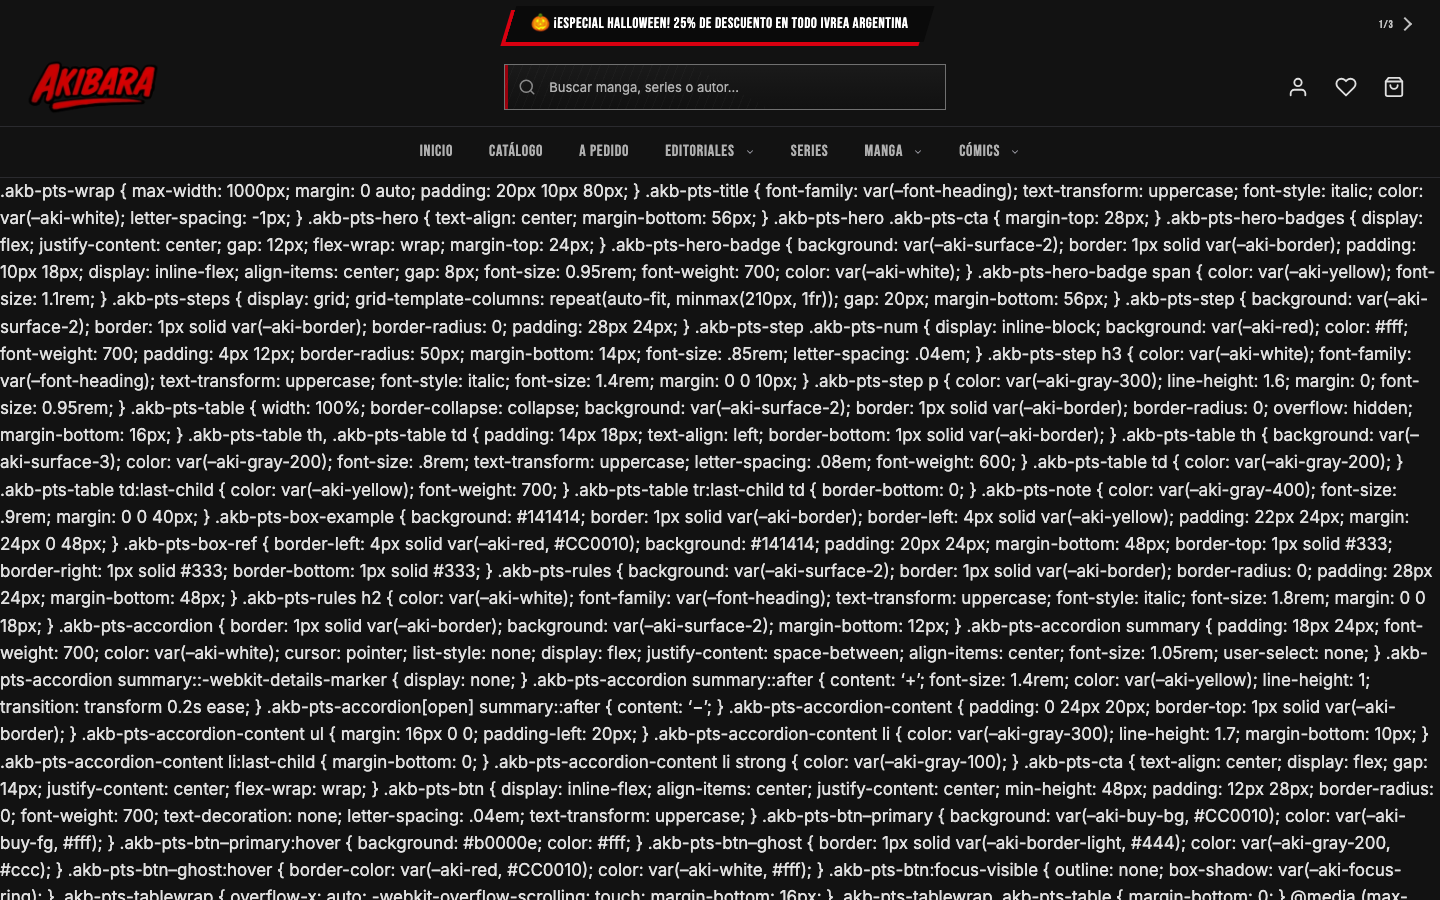 🎃 ¡ESPECIAL HALLOWEEN! 25% DE DESCUENTO EN TODO IVREA ARGENTINA
1/3
AKIBARA
Buscar manga, series o autor...
INICIO
CATÁLOGO
A PEDIDO
EDITORIALES
SERIES
MANGA
CÓMICS
.akb-pts-wrap { max-width: 1000px; margin: 0 auto; padding: 20px 10px 80px; } .akb-pts-title { font-family: var(–font-heading); text-transform: uppercase; font-style: italic; color:
var(–aki-white); letter-spacing: -1px; } .akb-pts-hero { text-align: center; margin-bottom: 56px; } .akb-pts-hero .akb-pts-cta { margin-top: 28px; } .akb-pts-hero-badges { display:
flex; justify-content: center; gap: 12px; flex-wrap: wrap; margin-top: 24px; } .akb-pts-hero-badge { background: var(–aki-surface-2); border: 1px solid var(–aki-border); padding:
10px 18px; display: inline-flex; align-items: center; gap: 8px; font-size: 0.95rem; font-weight: 700; color: var(–aki-white); } .akb-pts-hero-badge span { color: var(–aki-yellow); font-
size: 1.1rem; } .akb-pts-steps { display: grid; grid-template-columns: repeat(auto-fit, minmax(210px, 1fr)); gap: 20px; margin-bottom: 56px; } .akb-pts-step { background: var(–aki-
surface-2); border: 1px solid var(–aki-border); border-radius: 0; padding: 28px 24px; } .akb-pts-step .akb-pts-num { display: inline-block; background: var(–aki-red); color: #fff;
font-weight: 700; padding: 4px 12px; border-radius: 50px; margin-bottom: 14px; font-size: .85rem; letter-spacing: .04em; } .akb-pts-step h3 { color: var(–aki-white); font-family:
var(–font-heading); text-transform: uppercase; font-style: italic; font-size: 1.4rem; margin: 0 0 10px; } .akb-pts-step p { color: var(–aki-gray-300); line-height: 1.6; margin: 0; font-
size: 0.95rem; } .akb-pts-table { width: 100%; border-collapse: collapse; background: var(–aki-surface-2); border: 1px solid var(–aki-border); border-radius: 0; overflow: hidden;
margin-bottom: 16px; } .akb-pts-table th, .akb-pts-table td { padding: 14px 18px; text-align: left; border-bottom: 1px solid var(–aki-border); } .akb-pts-table th { background: var(–
aki-surface-3); color: var(–aki-gray-200); font-size: .8rem; text-transform: uppercase; letter-spacing: .08em; font-weight: 600; } .akb-pts-table td { color: var(–aki-gray-200); }
.akb-pts-table td:last-child { color: var(–aki-yellow); font-weight: 700; } .akb-pts-table tr:last-child td { border-bottom: 0; } .akb-pts-note { color: var(–aki-gray-400); font-size:
.9rem; margin: 0 0 40px; } .akb-pts-box-example { background: #141414; border: 1px solid var(–aki-border); border-left: 4px solid var(–aki-yellow); padding: 22px 24px; margin:
24px 0 48px; } .akb-pts-box-ref { border-left: 4px solid var(–aki-red, #CC0010); background: #141414; padding: 20px 24px; margin-bottom: 48px; border-top: 1px solid #333;
border-right: 1px solid #333; border-bottom: 1px solid #333; } .akb-pts-rules { background: var(–aki-surface-2); border: 1px solid var(–aki-border); border-radius: 0; padding: 28px
24px; margin-bottom: 48px; } .akb-pts-rules h2 { color: var(–aki-white); font-family: var(–font-heading); text-transform: uppercase; font-style: italic; font-size: 1.8rem; margin: 0 0
18px; } .akb-pts-accordion { border: 1px solid var(–aki-border); background: var(–aki-surface-2); margin-bottom: 12px; } .akb-pts-accordion summary { padding: 18px 24px; font-
weight: 700; color: var(–aki-white); cursor: pointer; list-style: none; display: flex; justify-content: space-between; align-items: center; font-size: 1.05rem; user-select: none; } .akb-
pts-accordion summary::-webkit-details-marker { display: none; } .akb-pts-accordion summary::after { content: ‘+’; font-size: 1.4rem; color: var(–aki-yellow); line-height: 1;
transition: transform 0.2s ease; } .akb-pts-accordion[open] summary::after { content: ‘−’; } .akb-pts-accordion-content { padding: 0 24px 20px; border-top: 1px solid var(–aki-
border); } .akb-pts-accordion-content ul { margin: 16px 0 0; padding-left: 20px; } .akb-pts-accordion-content li { color: var(–aki-gray-300); line-height: 1.7; margin-bottom: 10px; }
.akb-pts-accordion-content li:last-child { margin-bottom: 0; } .akb-pts-accordion-content li strong { color: var(–aki-gray-100); } .akb-pts-cta { text-align: center; display: flex; gap:
14px; justify-content: center; flex-wrap: wrap; } .akb-pts-btn { display: inline-flex; align-items: center; justify-content: center; min-height: 48px; padding: 12px 28px; border-radius:
0; font-weight: 700; text-decoration: none; letter-spacing: .04em; text-transform: uppercase; } .akb-pts-btn–primary { background: var(–aki-buy-bg, #CC0010); color: var(–aki-
buy-fg, #fff); } .akb-pts-btn–primary:hover { background: #b0000e; color: #fff; } .akb-pts-btn–ghost { border: 1px solid var(–aki-border-light, #444); color: var(–aki-gray-200,
#ccc); } .akb-pts-btn–ghost:hover { border-color: var(–aki-red, #CC0010); color: var(–aki-white, #fff); } .akb-pts-btn:focus-visible { outline: none; box-shadow: var(–aki-focus-
ring); } .akb-pts-tablewrap { overflow-x: auto; -webkit-overflow-scrolling: touch; margin-bottom: 16px; } .akb-pts-tablewrap .akb-pts-table { margin-bottom: 0; } @media (max-